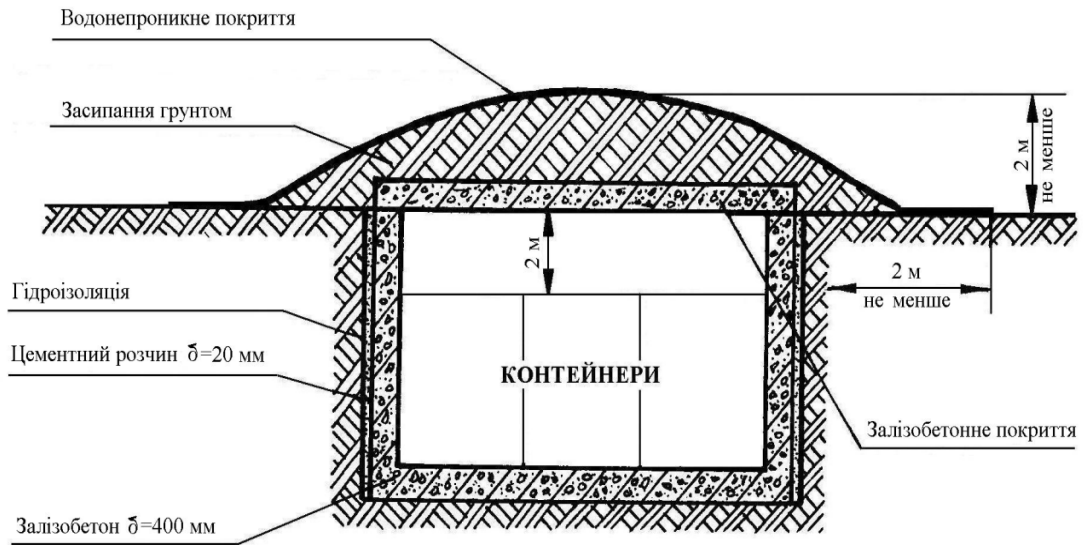 Водонепроникне покриття
Засипання грунтом
2 м
не менше
2 м
2 м
не менше
Гідроізоляція
Цементний розчин δ=20 мм
КОНТЕЙНЕРИ
Залізобетонне покриття
Залізобетон δ=400 мм